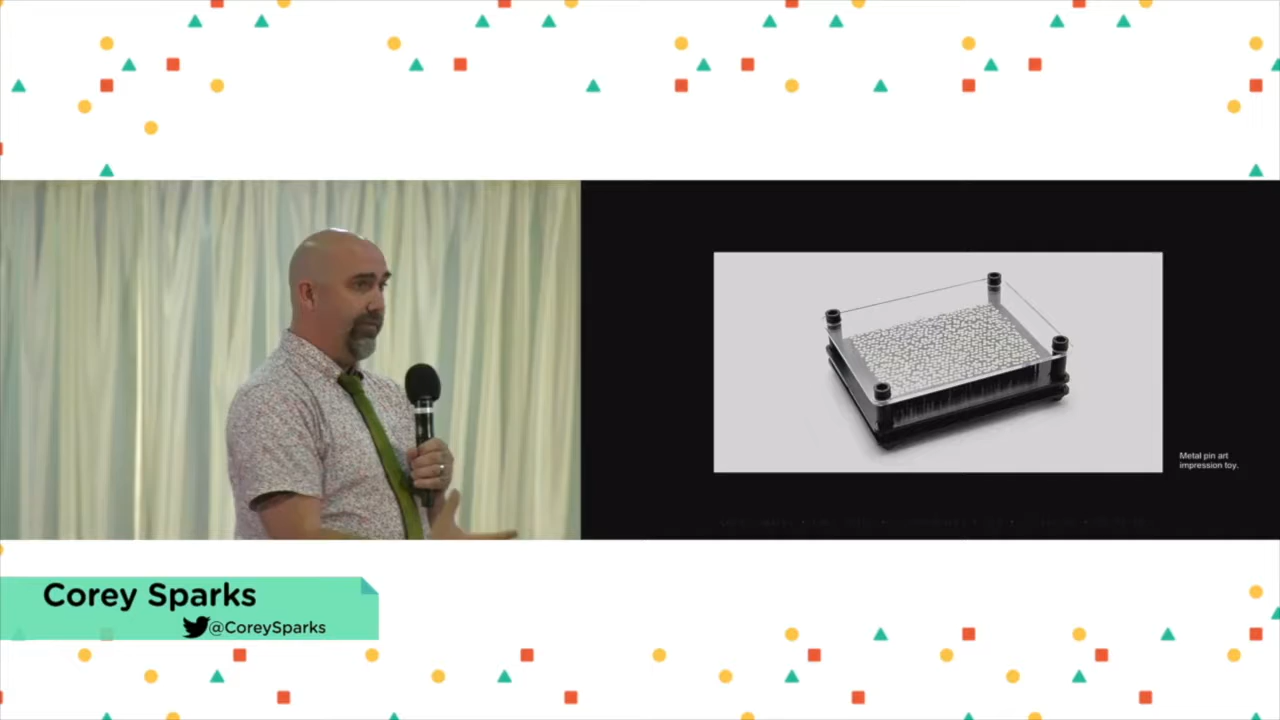 Metal pin art
impression toy.
Corey Sparks
@CoreySparks